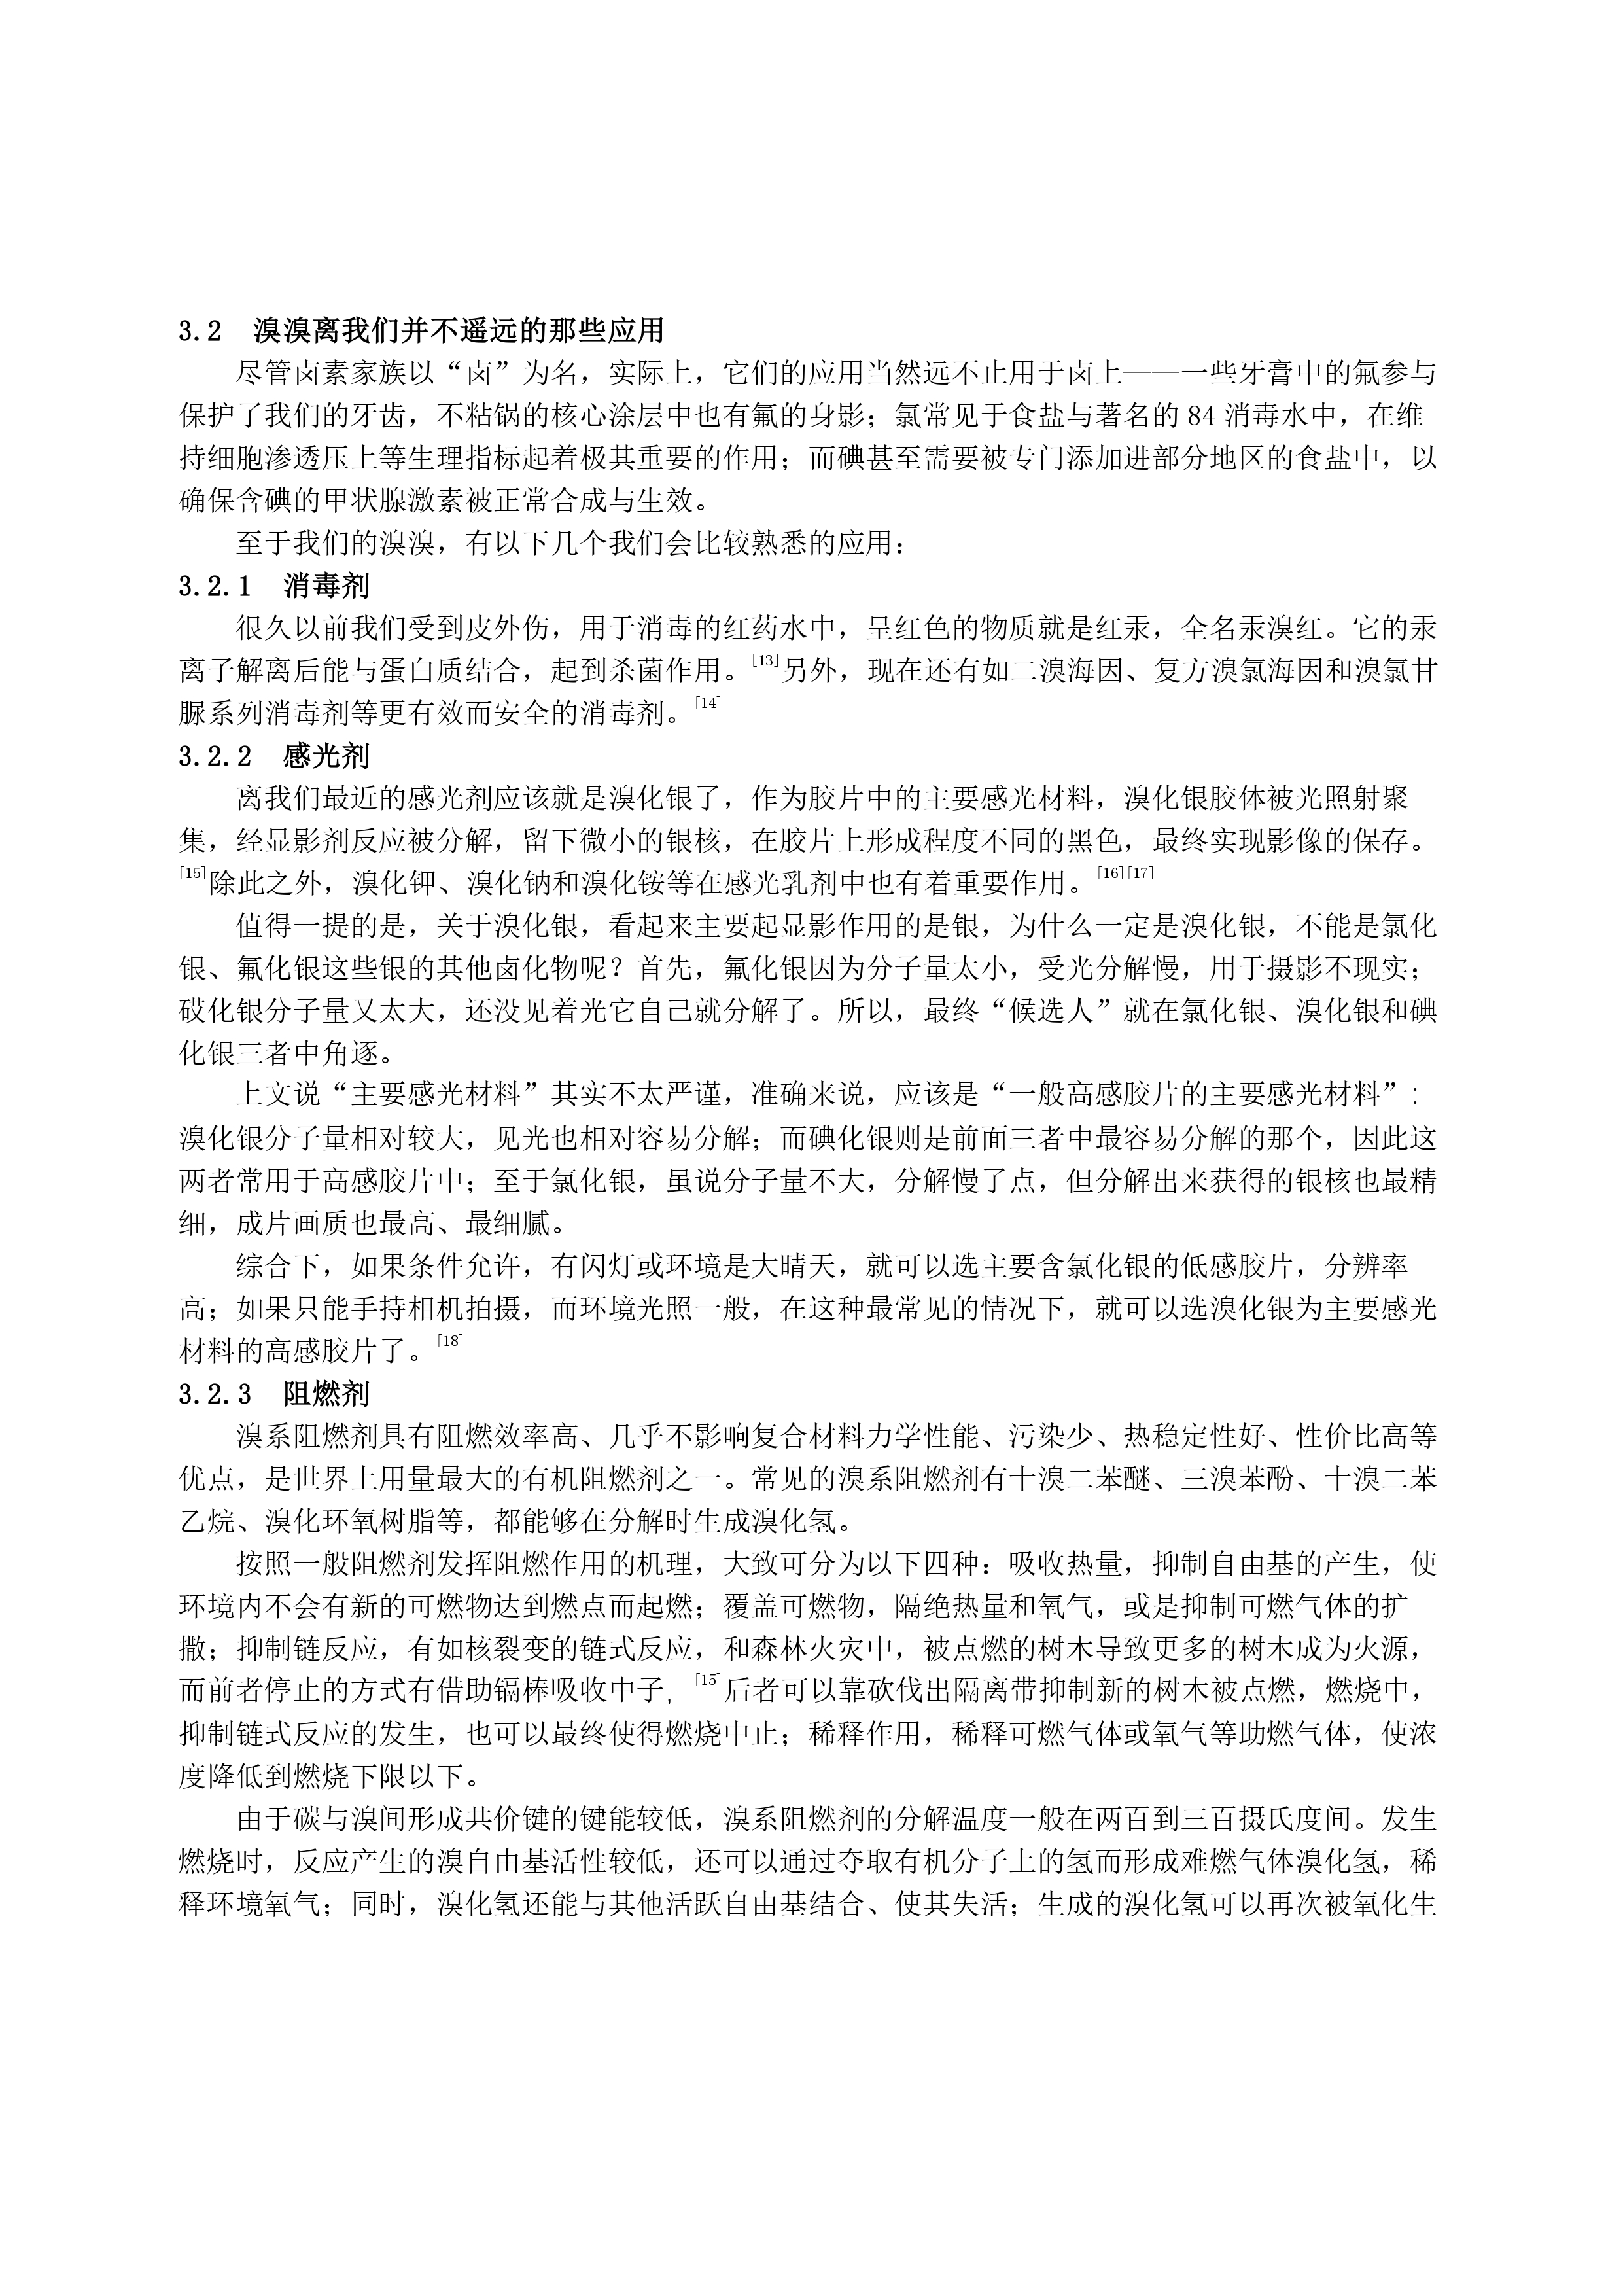 3.2 溴溴离我们并不遥远的那些应用
尽管卤素家族以“卤”为名，实际上，它们的应用当然远不止用于卤上——一些牙膏中的氟参与
保护了我们的牙齿，不粘锅的核心涂层中也有氟的身影；氯常见于食盐与著名的 84 消毒水中，在维
持细胞渗透压上等生理指标起着极其重要的作用；而碘甚至需要被专门添加进部分地区的食盐中，以
确保含碘的甲状腺激素被正常合成与生效。
至于我们的溴溴，有以下几个我们会比较熟悉的应用：
3.2.1 消毒剂
很久以前我们受到皮外伤，用于消毒的红药水中，呈红色的物质就是红汞，全名汞溴红。它的汞
离子解离后能与蛋白质结合，起到杀菌作用。[13]另外，现在还有如二溴海因、复方溴氯海因和溴氯甘
脲系列消毒剂等更有效而安全的消毒剂。[14]
3.2.2 感光剂
离我们最近的感光剂应该就是溴化银了，作为胶片中的主要感光材料，溴化银胶体被光照射聚
集，经显影剂反应被分解，留下微小的银核，在胶片上形成程度不同的黑色，最终实现影像的保存。
[15]除此之外，溴化钾、溴化钠和溴化铵等在感光乳剂中也有着重要作用。[16][17]
值得一提的是，关于溴化银，看起来主要起显影作用的是银，为什么一定是溴化银，不能是氯化
银、氟化银这些银的其他卤化物呢？首先，氟化银因为分子量太小，受光分解慢，用于摄影不现实；
砹化银分子量又太大，还没见着光它自己就分解了。所以，最终“候选人”就在氯化银、溴化银和碘
化银三者中角逐。
上文说“主要感光材料”其实不太严谨，准确来说，应该是“一般高感胶片的主要感光材料”：
溴化银分子量相对较大，见光也相对容易分解；而碘化银则是前面三者中最容易分解的那个，因此这
两者常用于高感胶片中；至于氯化银，虽说分子量不大，分解慢了点，但分解出来获得的银核也最精
细，成片画质也最高、最细腻。
综合下，如果条件允许，有闪灯或环境是大晴天，就可以选主要含氯化银的低感胶片，分辨率
高；如果只能手持相机拍摄，而环境光照一般，在这种最常见的情况下，就可以选溴化银为主要感光
材料的高感胶片了。[18]
3.2.3 阻燃剂
溴系阻燃剂具有阻燃效率高、几乎不影响复合材料力学性能、污染少、热稳定性好、性价比高等
优点，是世界上用量最大的有机阻燃剂之一。常见的溴系阻燃剂有十溴二苯醚、三溴苯酚、十溴二苯
乙烷、溴化环氧树脂等，都能够在分解时生成溴化氢。
按照一般阻燃剂发挥阻燃作用的机理，大致可分为以下四种：吸收热量，抑制自由基的产生，使
环境内不会有新的可燃物达到燃点而起燃；覆盖可燃物，隔绝热量和氧气，或是抑制可燃气体的扩
撒；抑制链反应，有如核裂变的链式反应，和森林火灾中，被点燃的树木导致更多的树木成为火源，
而前者停止的方式有借助镉棒吸收中子，[15]后者可以靠砍伐出隔离带抑制新的树木被点燃，燃烧中，
抑制链式反应的发生，也可以最终使得燃烧中止；稀释作用，稀释可燃气体或氧气等助燃气体，使浓
度降低到燃烧下限以下。
由于碳与溴间形成共价键的键能较低，溴系阻燃剂的分解温度一般在两百到三百摄氏度间。发生
燃烧时，反应产生的溴自由基活性较低，还可以通过夺取有机分子上的氢而形成难燃气体溴化氢，稀
释环境氧气；同时，溴化氢还能与其他活跃自由基结合、使其失活；生成的溴化氢可以再次被氧化生